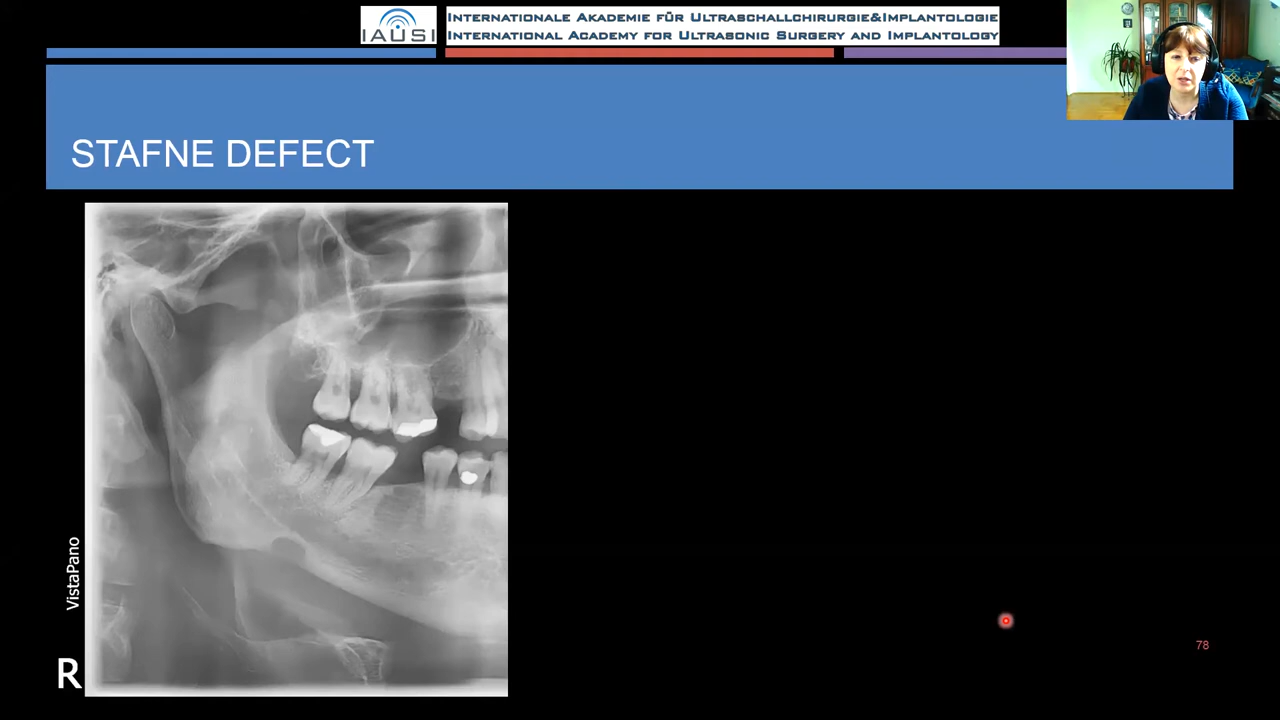 IAUSI
Internationale Akademie für Ultraschallchirurgie&Implantologie
International Academy for Ultrasonic Surgery and Implantology
STAFNE DEFECT
VistaPano
R
78